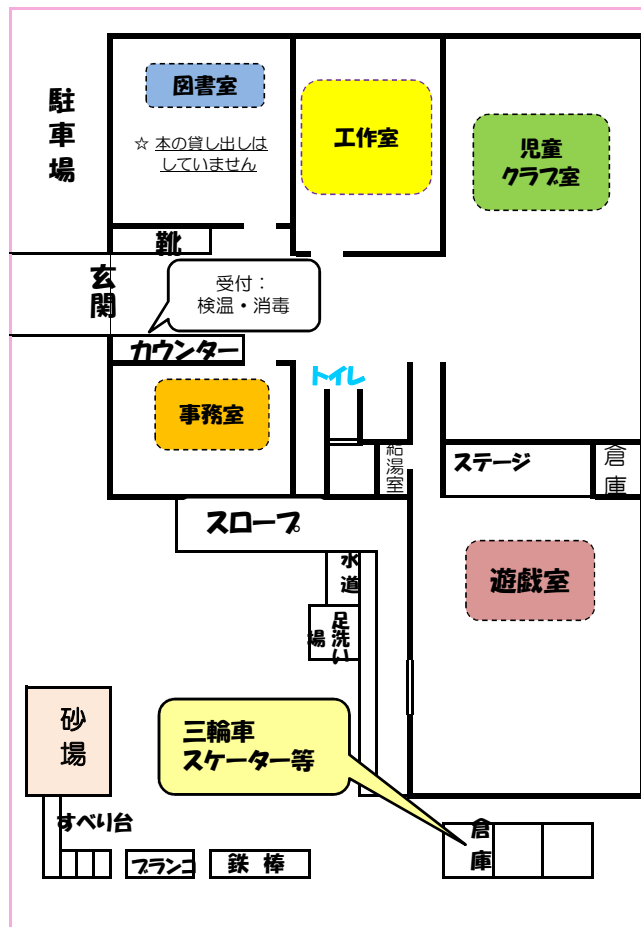 駐車場
図書室
☆ 本の貸し出しは
していません
工作室
児童
クラブ室
靴
玄関
受付：
検温・消毒
カウンター
トイレ
事務室
給湯室
ステージ
倉庫
スロープ
水道
遊戯室
足洗い場
砂場
三輪車
スケーター等
すべり台
ブランコ
鉄 棒
倉庫